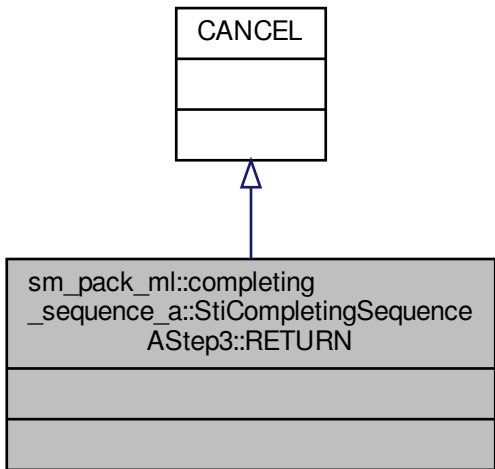 CANCEL
sm_pack_ml::completing
_sequence_a::StiCompletingSequence
AStep3::RETURN